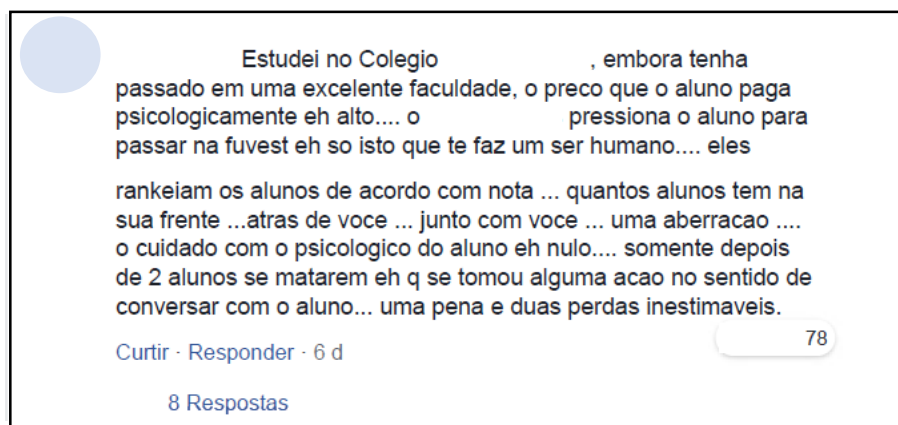 Estudei no Colegio , embora tenha
passado em uma excelente faculdade, o preco que o aluno paga
psicologicamente eh alto.... o pressiona o aluno para
passar na fuvest eh so isto que te faz um ser humano.... eles
rankeiam os alunos de acordo com nota ... quantos alunos tem na
sua frente ...atras de voce ... junto com voce ... uma aberracao ....
o cuidado com o psicologico do aluno eh nulo.... somente depois
de 2 alunos se matarem eh q se tomou alguma acao no sentido de
conversar com o aluno... uma pena e duas perdas inestimaveis.
Curtir · Responder · 6 d
78
8 Respostas